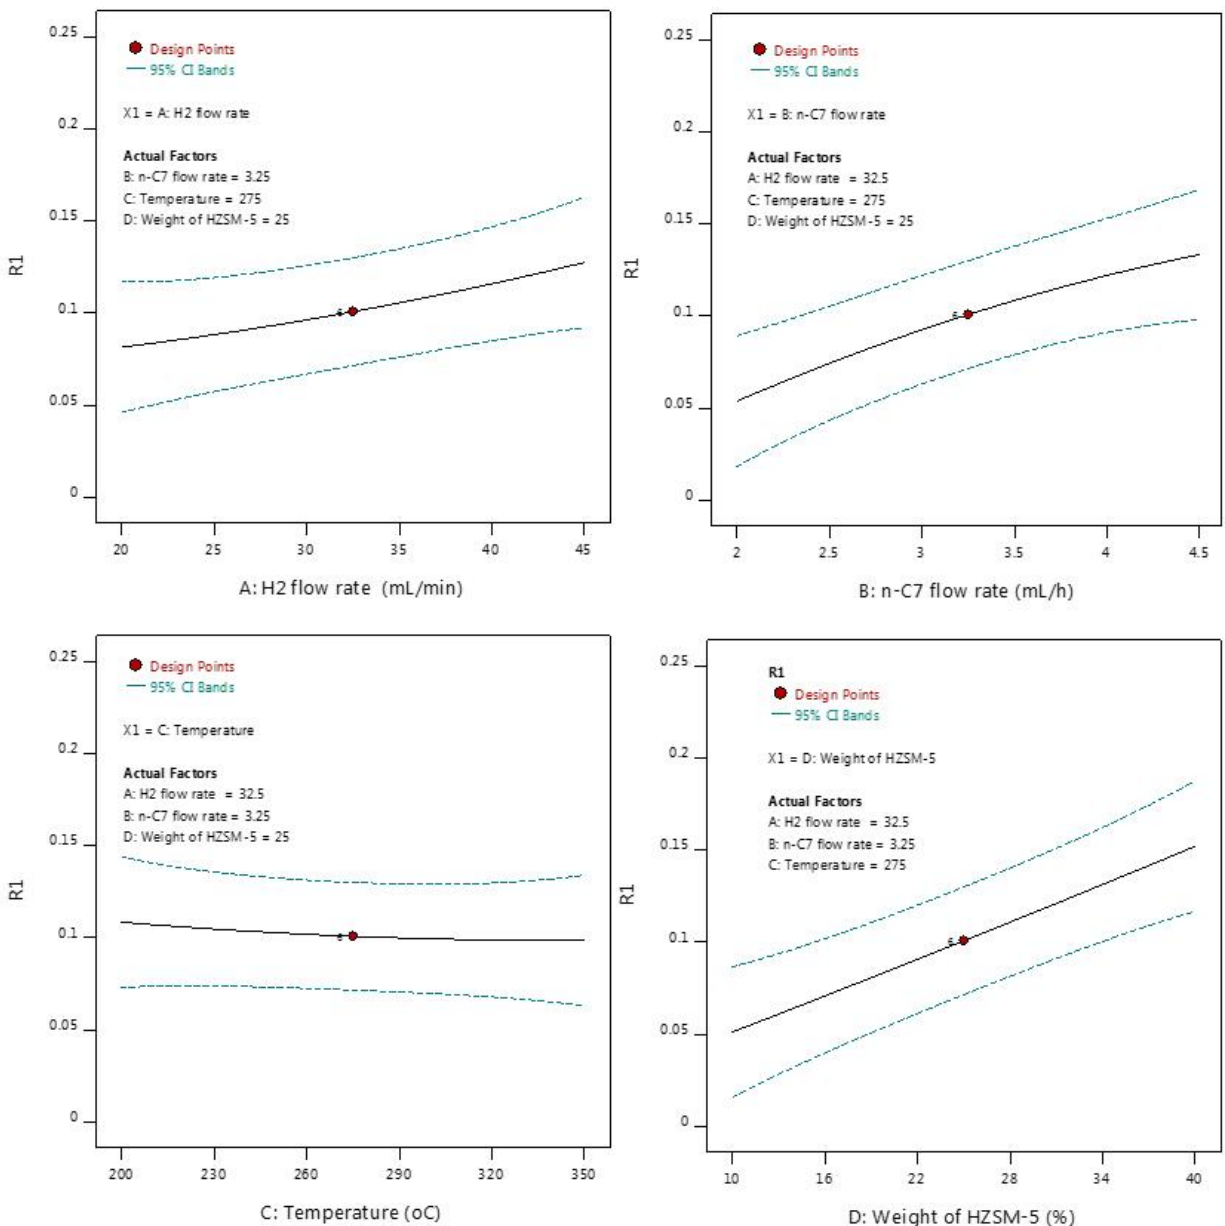 0.25
0.2
0.15
0.1
0.05
0
R1
Design Points
95% CI Bands
X1 = A: H2 flow rate
Actual Factors
B: n-C7 flow rate = 3.25
C: Temperature = 275
D: Weight of HZSM-5 = 25
6
20 25 30 35 40 45
A: H2 flow rate (mL/min)
0.25
0.2
0.15
0.1
0.05
0
R1
Design Points
95% CI Bands
X1 = B: n-C7 flow rate
Actual Factors
A: H2 flow rate = 32.5
C: Temperature = 275
D: Weight of HZSM-5 = 25
6
2 2.5 3 3.5 4 4.5
B: n-C7 flow rate (mL/h)
0.25
0.2
0.15
0.1
0.05
0
R1
Design Points
95% CI Bands
X1 = C: Temperature
Actual Factors
A: H2 flow rate = 32.5
B: n-C7 flow rate = 3.25
D: Weight of HZSM-5 = 25
6
200 230 260 290 320 350
C: Temperature (oC)
0.25
0.2
0.15
0.1
0.05
0
R1
R1
Design Points
95% CI Bands
X1 = D: Weight of HZSM-5
Actual Factors
A: H2 flow rate = 32.5
B: n-C7 flow rate = 3.25
C: Temperature = 275
6
10 16 22 28 34 40
D: Weight of HZSM-5 (%)